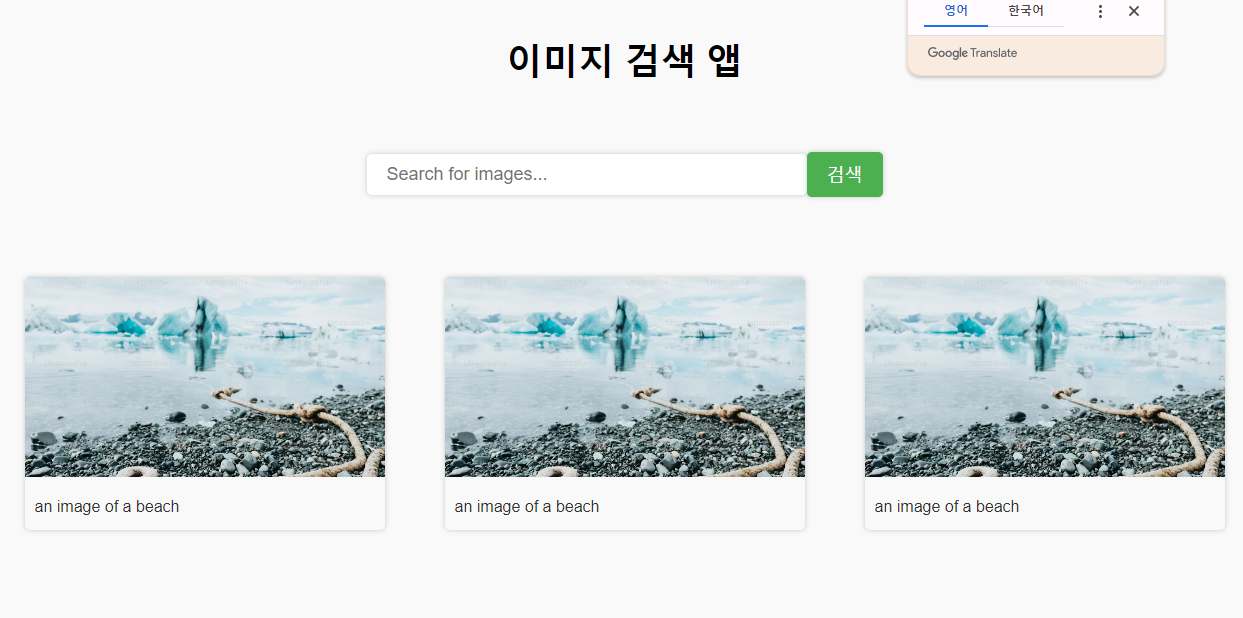 영어 한국어
Google Translate
이미지 검색 앱
Search for images...
검색
an image of a beach
an image of a beach
an image of a beach